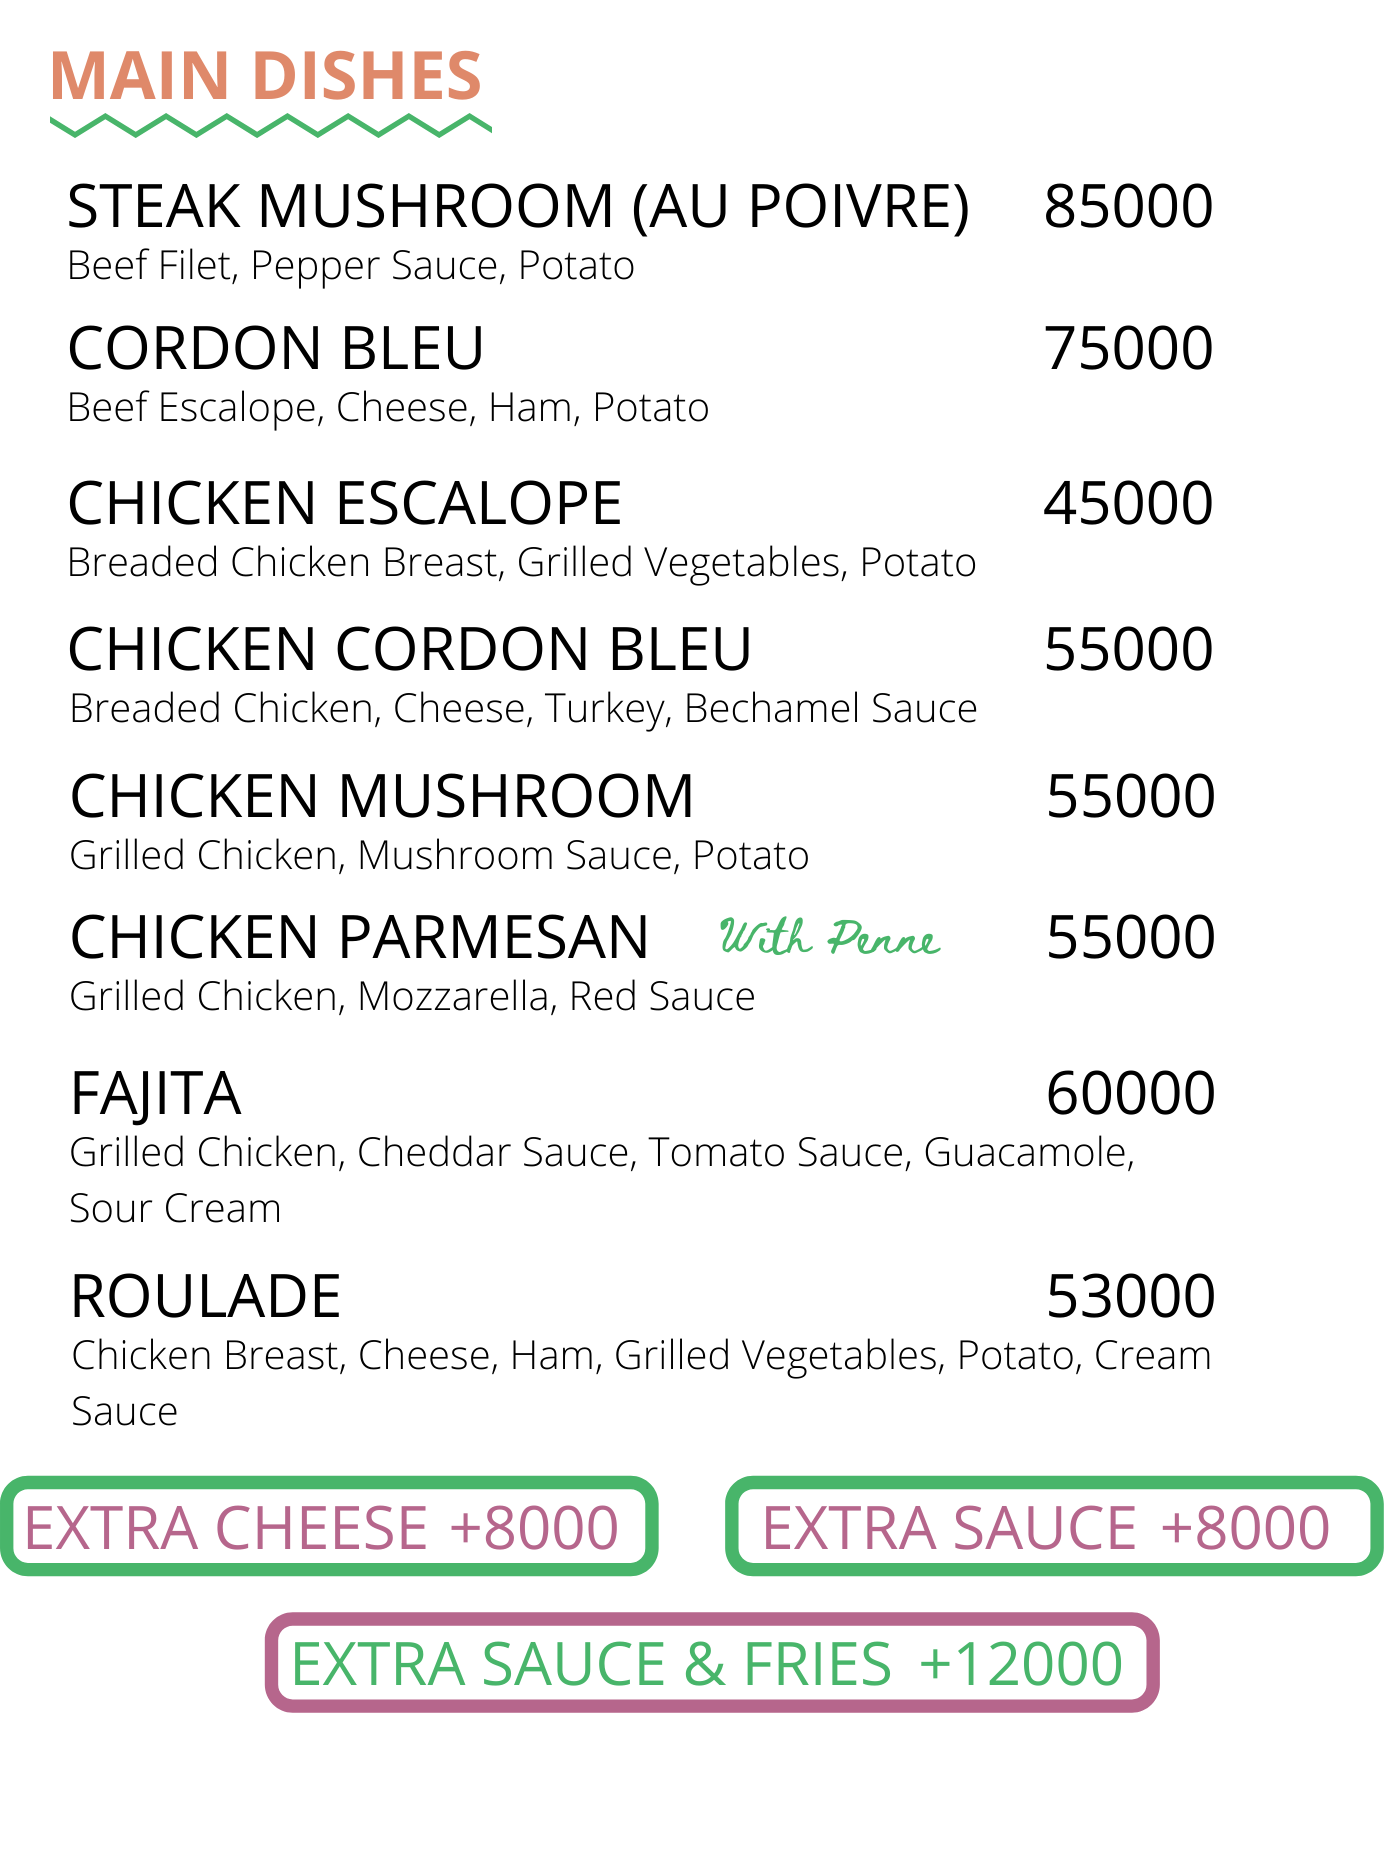 MAIN DISHES
STEAK MUSHROOM (AU POIVRE) 85000
Beef Filet, Pepper Sauce, Potato
CORDON BLEU 75000
Beef Escalope, Cheese, Ham, Potato
CHICKEN ESCALOPE 45000
Breaded Chicken Breast, Grilled Vegetables, Potato
CHICKEN CORDON BLEU 55000
Breaded Chicken, Cheese, Turkey, Bechamel Sauce
CHICKEN MUSHROOM 55000
Grilled Chicken, Mushroom Sauce, Potato
CHICKEN PARMESAN With Penne 55000
Grilled Chicken, Mozzarella, Red Sauce
FAJITA 60000
Grilled Chicken, Cheddar Sauce, Tomato Sauce, Guacamole,
Sour Cream
ROULADE 53000
Chicken Breast, Cheese, Ham, Grilled Vegetables, Potato, Cream
Sauce
EXTRA CHEESE +8000 EXTRA SAUCE +8000
EXTRA SAUCE & FRIES +12000